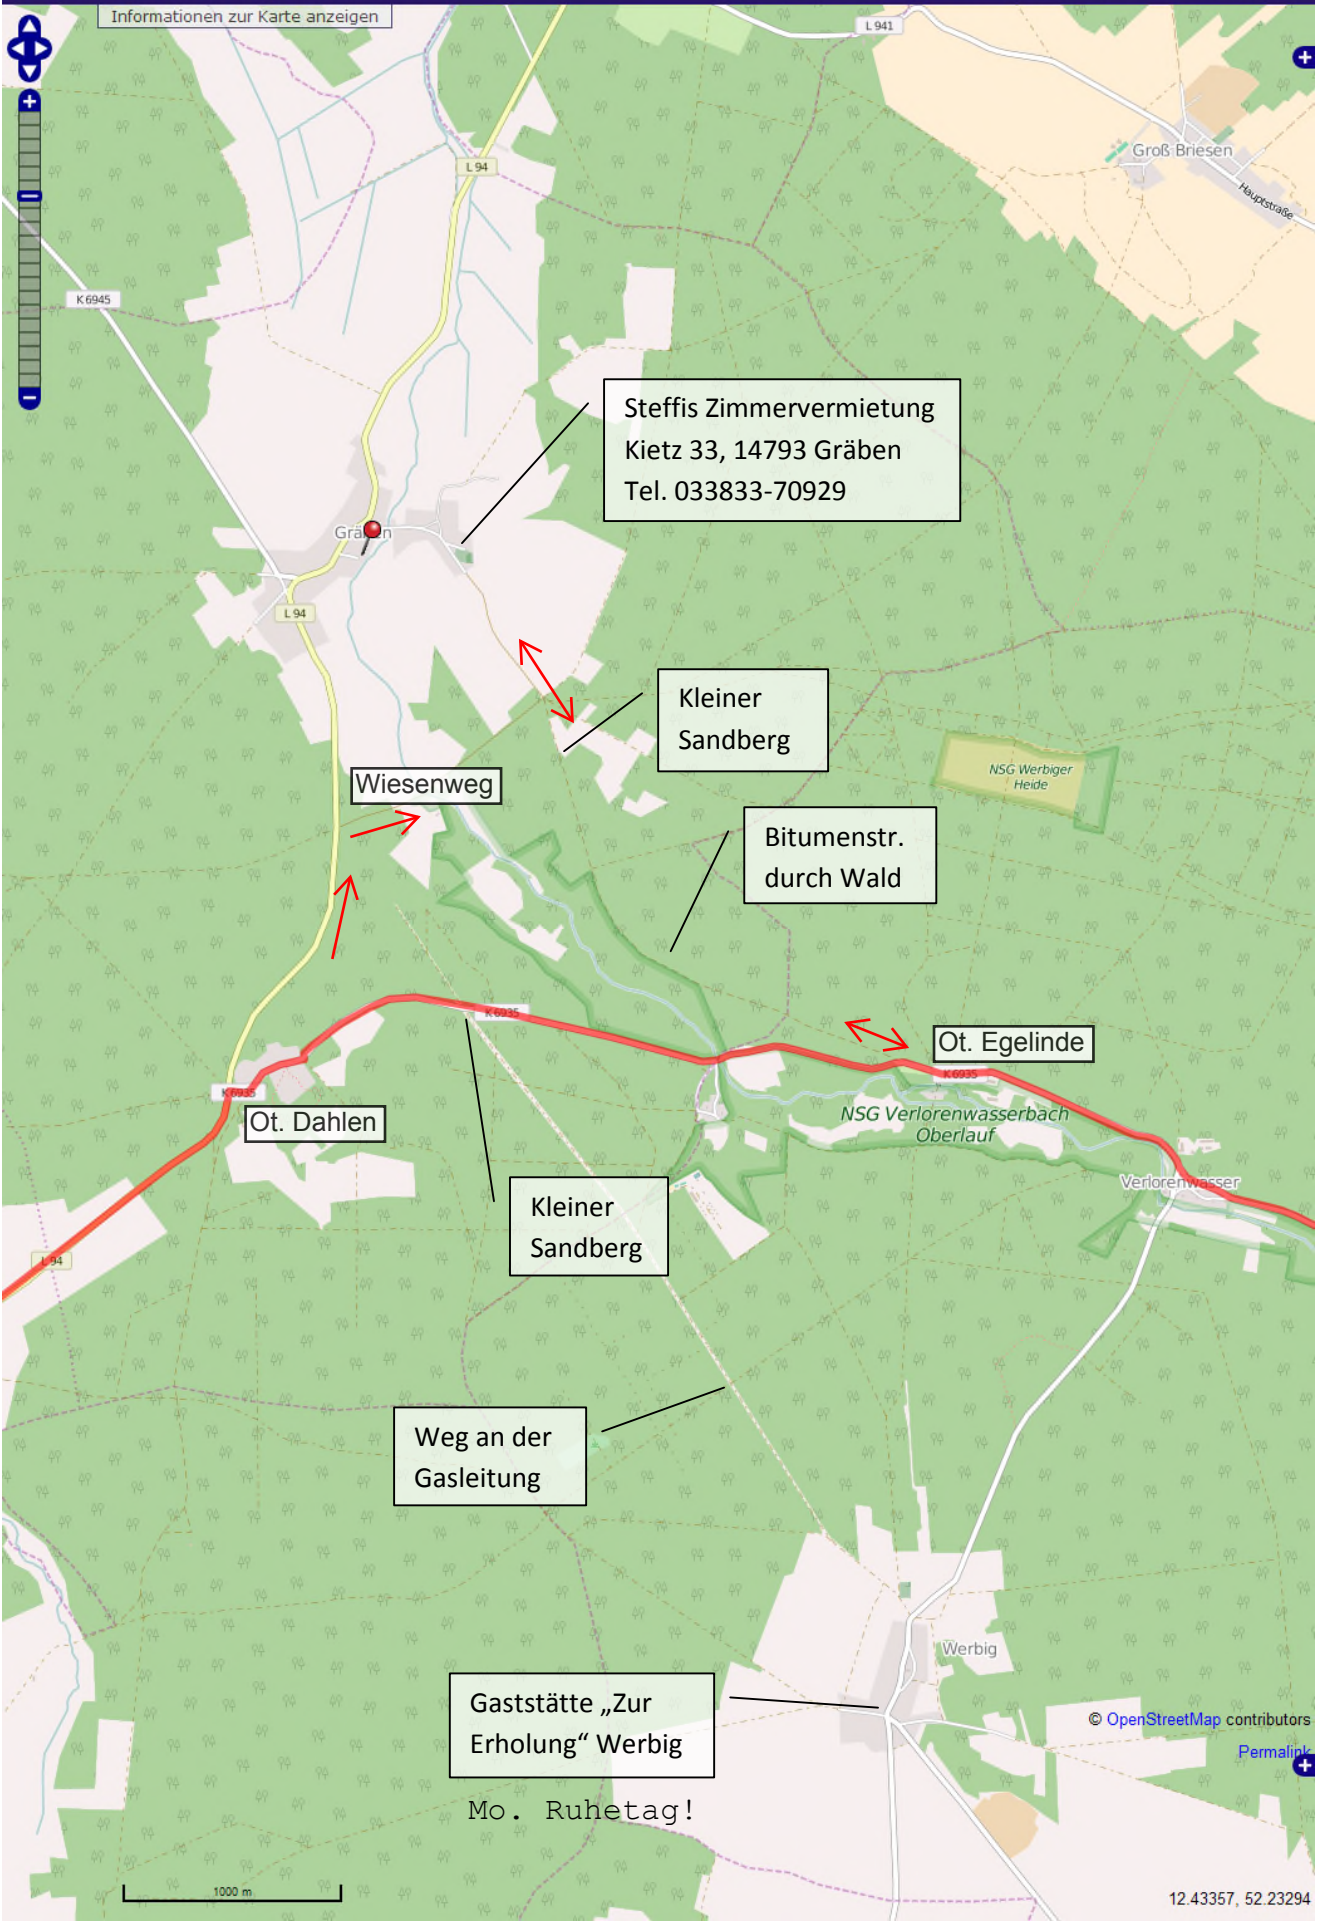 Informationen zur Karte anzeigen
L 941
Groß Briesen
Hauptstraße
L 94
K 6945
Steffis Zimmervermietung
Kietz 33, 14793 Gräben
Tel. 033833-70929
Gräben
L 94
Kleiner
Sandberg
NSG Werbiger
Heide
Wiesenweg
Bitumenstr.
durch Wald
K 6935
Ot. Egelinde
K 6935
K 6935
Ot. Dahlen
NSG Verlorenwasserbach
Oberlauf
Verlorenwasser
Kleiner
Sandberg
L 94
Weg an der
Gasleitung
Werbig
Gaststätte „Zur
Erholung“ Werbig
© OpenStreetMap contributors
Permalink
Mo. Ruhetag!
1000 m
12.43357, 52.23294